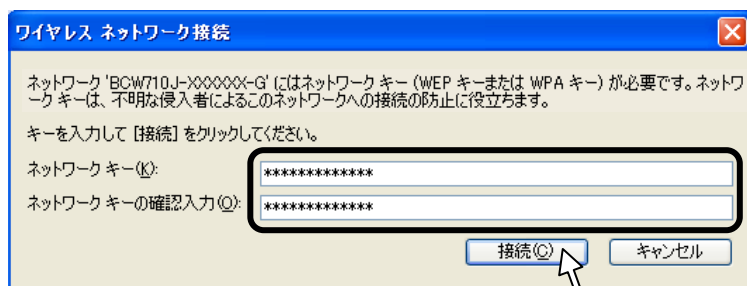 ワイヤレス ネットワーク接続
ネットワーク 'BCW710J-XXXXXX-G' にはネットワーク キー (WEP キーまたは WPA キー) が必要です。ネットワ
ーク キーは、不明な侵入者によるこのネットワークへの接続の防止に役立ちます。
キーを入力して [接続] をクリックしてください。
ネットワーク キー(K): *************
ネットワーク キーの確認入力(O): *************
接続(C) キャンセル